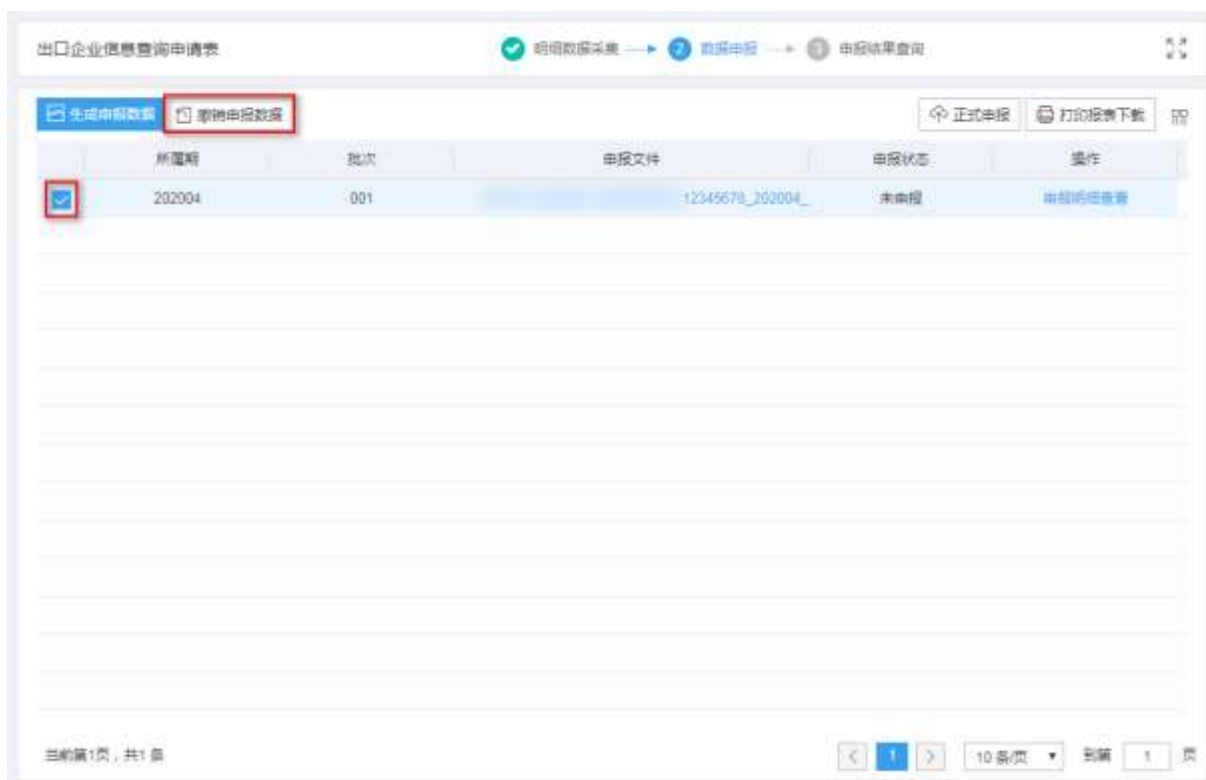 出口企业信息查询申请表
明细数据采集
2 数据申报
3 申报结果查询
生成申报数据 撤销申报数据 正式申报 打印报表下载
所属期 批次 申报文件 申报状态 操作
202004 001 12345678_202004_ 未申报 申报明细查看
当前第1页，共1条 < 1 > 10 条/页 到第 1 页